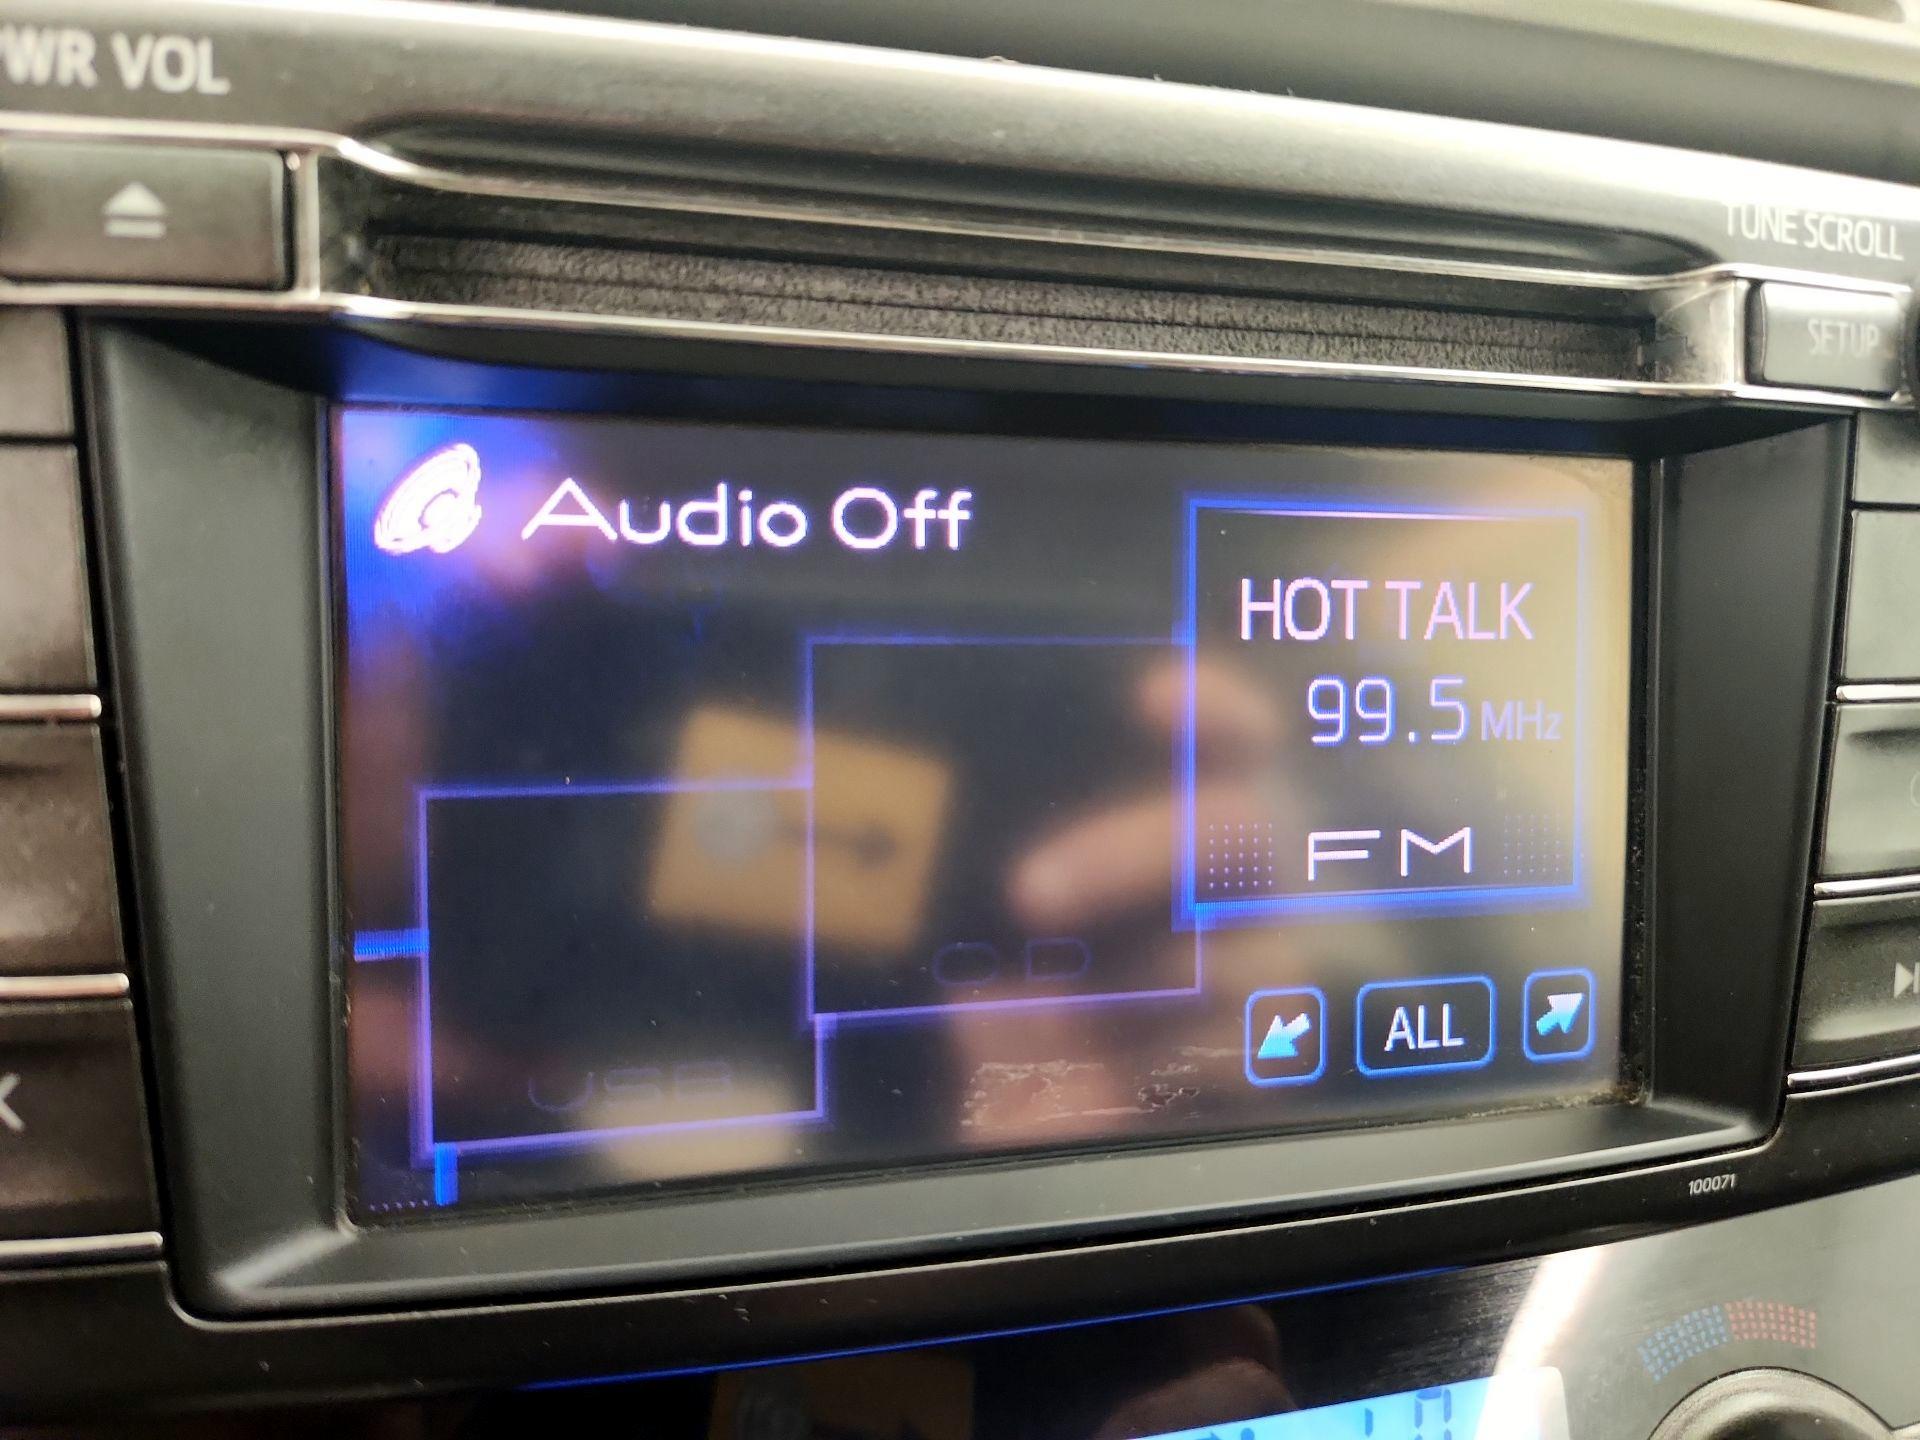 PWR VOL
TUNE SCROLL
SETUP
Audio Off
HOT TALK
99.5 MHz
FM
CD
USB
ALL
100071